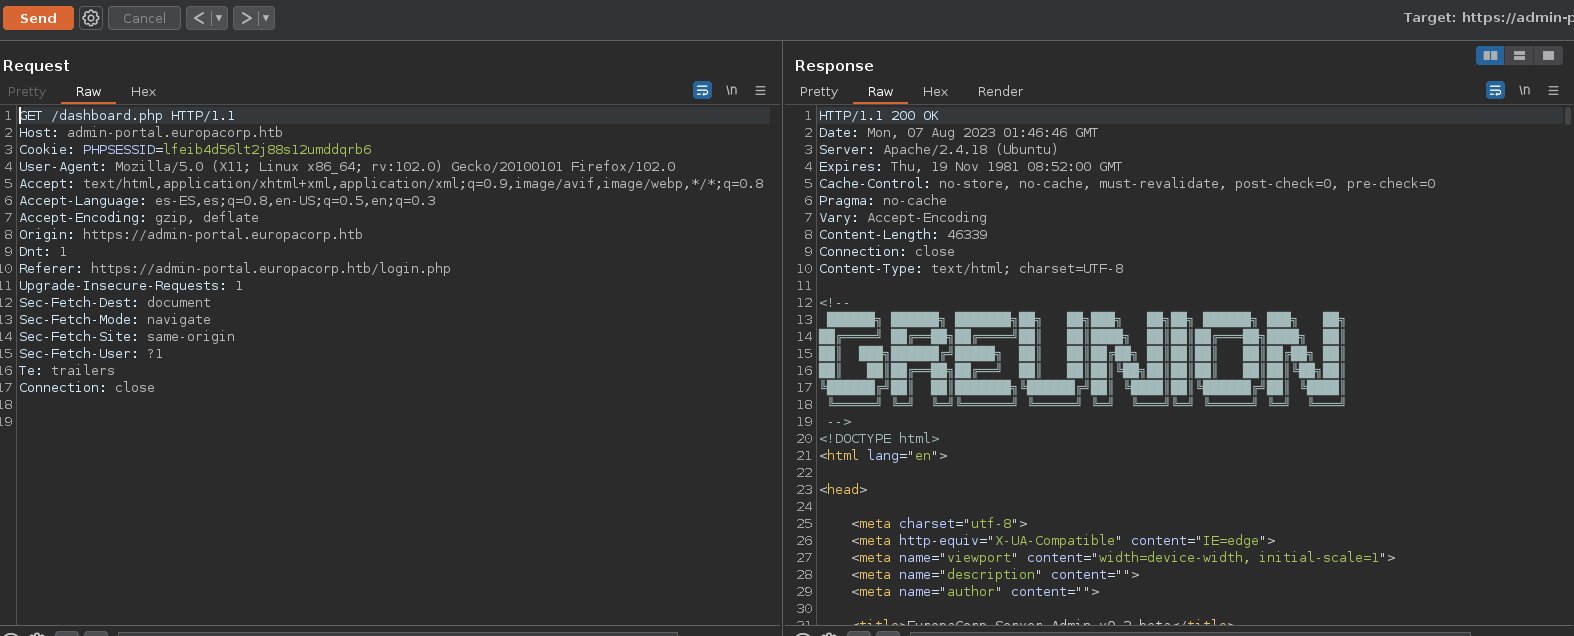 Send Cancel < ▼ > ▼ Target: https://admin-p
Request
Pretty Raw Hex \n
1 GET /dashboard.php HTTP/1.1
2 Host: admin-portal.europacorp.htb
3 Cookie: PHPSESSID=lfeib4d56lt2j88s12umddqrb6
4 User-Agent: Mozilla/5.0 (X11; Linux x86_64; rv:102.0) Gecko/20100101 Firefox/102.0
5 Accept: text/html,application/xhtml+xml,application/xml;q=0.9,image/avif,image/webp,*/*;q=0.8
6 Accept-Language: es-ES,es;q=0.8,en-US;q=0.5,en;q=0.3
7 Accept-Encoding: gzip, deflate
8 Origin: https://admin-portal.europacorp.htb
9 Dnt: 1
10 Referer: https://admin-portal.europacorp.htb/login.php
11 Upgrade-Insecure-Requests: 1
12 Sec-Fetch-Dest: document
13 Sec-Fetch-Mode: navigate
14 Sec-Fetch-Site: same-origin
15 Sec-Fetch-User: ?1
16 Te: trailers
17 Connection: close
18
19
Response
Pretty Raw Hex Render \n
1 HTTP/1.1 200 OK
2 Date: Mon, 07 Aug 2023 01:46:46 GMT
3 Server: Apache/2.4.18 (Ubuntu)
4 Expires: Thu, 19 Nov 1981 08:52:00 GMT
5 Cache-Control: no-store, no-cache, must-revalidate, post-check=0, pre-check=0
6 Pragma: no-cache
7 Vary: Accept-Encoding
8 Content-Length: 46339
9 Connection: close
10 Content-Type: text/html; charset=UTF-8
11
12 <!--
13
14
15
16
17
18
19 -->
20 <!DOCTYPE html>
21 <html lang="en">
22
23 <head>
24
25 <meta charset="utf-8">
26 <meta http-equiv="X-UA-Compatible" content="IE=edge">
27 <meta name="viewport" content="width=device-width, initial-scale=1">
28 <meta name="description" content="">
29 <meta name="author" content="">
30
31 <title>EuropaCorp Server Admin v0.2 beta</title>